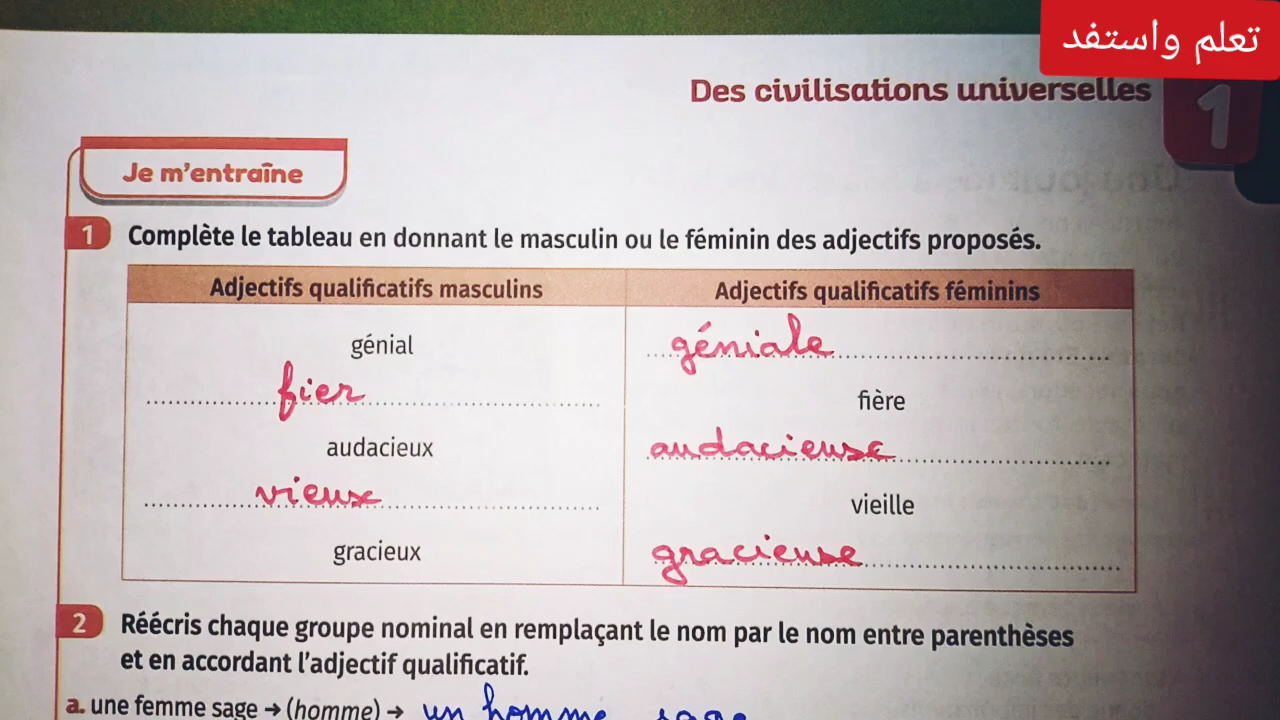 تعلم واستفد
Des civilisations universelles
1
Je m'entraîne
1 Complète le tableau en donnant le masculin ou le féminin des adjectifs proposés.
Adjectifs qualificatifs masculins Adjectifs qualificatifs féminins
génial géniale
fier fière
audacieux audacieuse
vieux vieille
gracieux gracieuse
2 Réécris chaque groupe nominal en remplaçant le nom par le nom entre parenthèses
et en accordant l'adjectif qualificatif.
a. une femme sage → (homme) → un homme sage